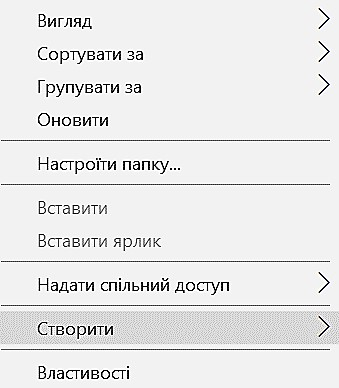 Вигляд
Сортувати за
Групувати за
Оновити
Настроїти папку...
Вставити
Вставити ярлик
Надати спільний доступ
Створити
Властивості